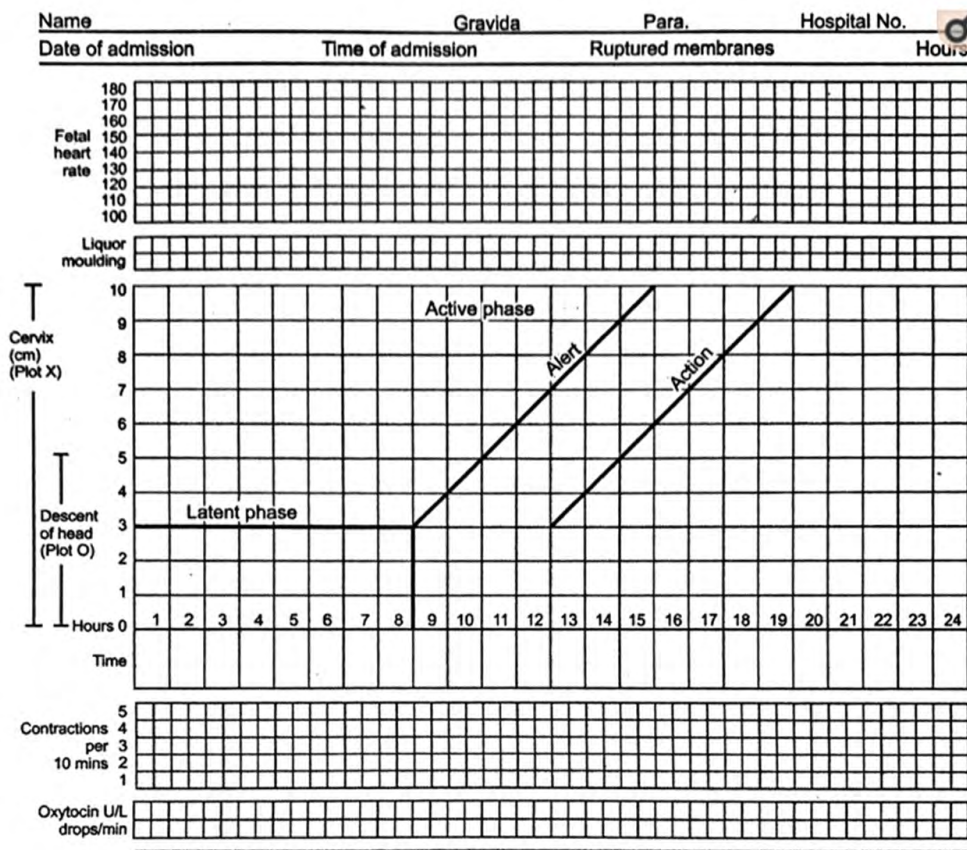 Name Gravida Para. Hospital No.
Date of admission Time of admission Ruptured membranes Hours
180
170
160
Fetal 150
heart 140
rate 130
120
110
100
Liquor
moulding
10
Active phase
9
Cervix
(cm)
(Plot X)
8
Alert
Action
7
6
5
4
Descent
of head
(Plot O)
Latent phase
3
2
1
Hours 0 1 2 3 4 5 6 7 8 9 10 11 12 13 14 15 16 17 18 19 20 21 22 23 24
Time
5
Contractions 4
per 3
10 mins 2
1
Oxytocin U/L
drops/min